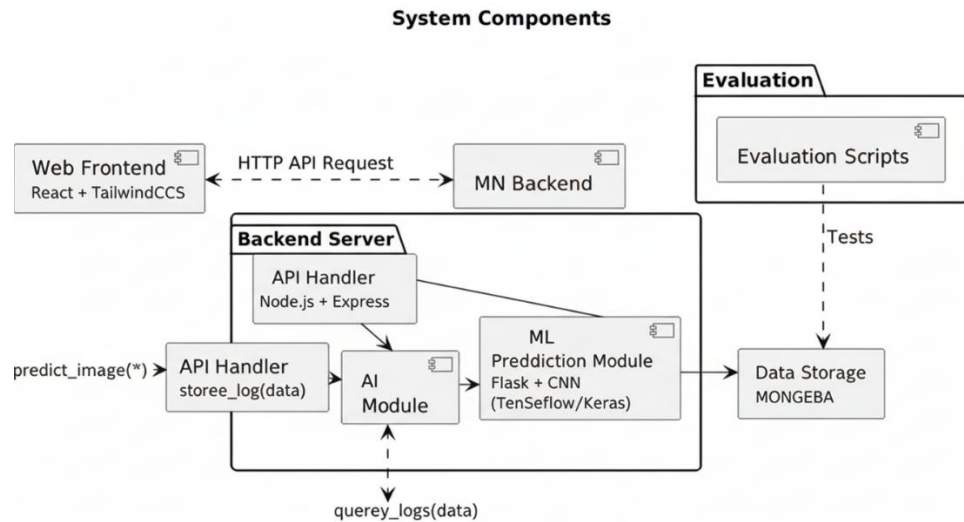 System Components
Evaluation
Evaluation Scripts
Web Frontend
React + TailwindCCS
HTTP API Request
MN Backend
Tests
Backend Server
API Handler
Node.js + Express
predict_image(*)
API Handler
storee_log(data)
AI
Module
ML
Preddiction Module
Flask + CNN
(TenSeflow/Keras)
Data Storage
MONGEBA
querey_logs(data)